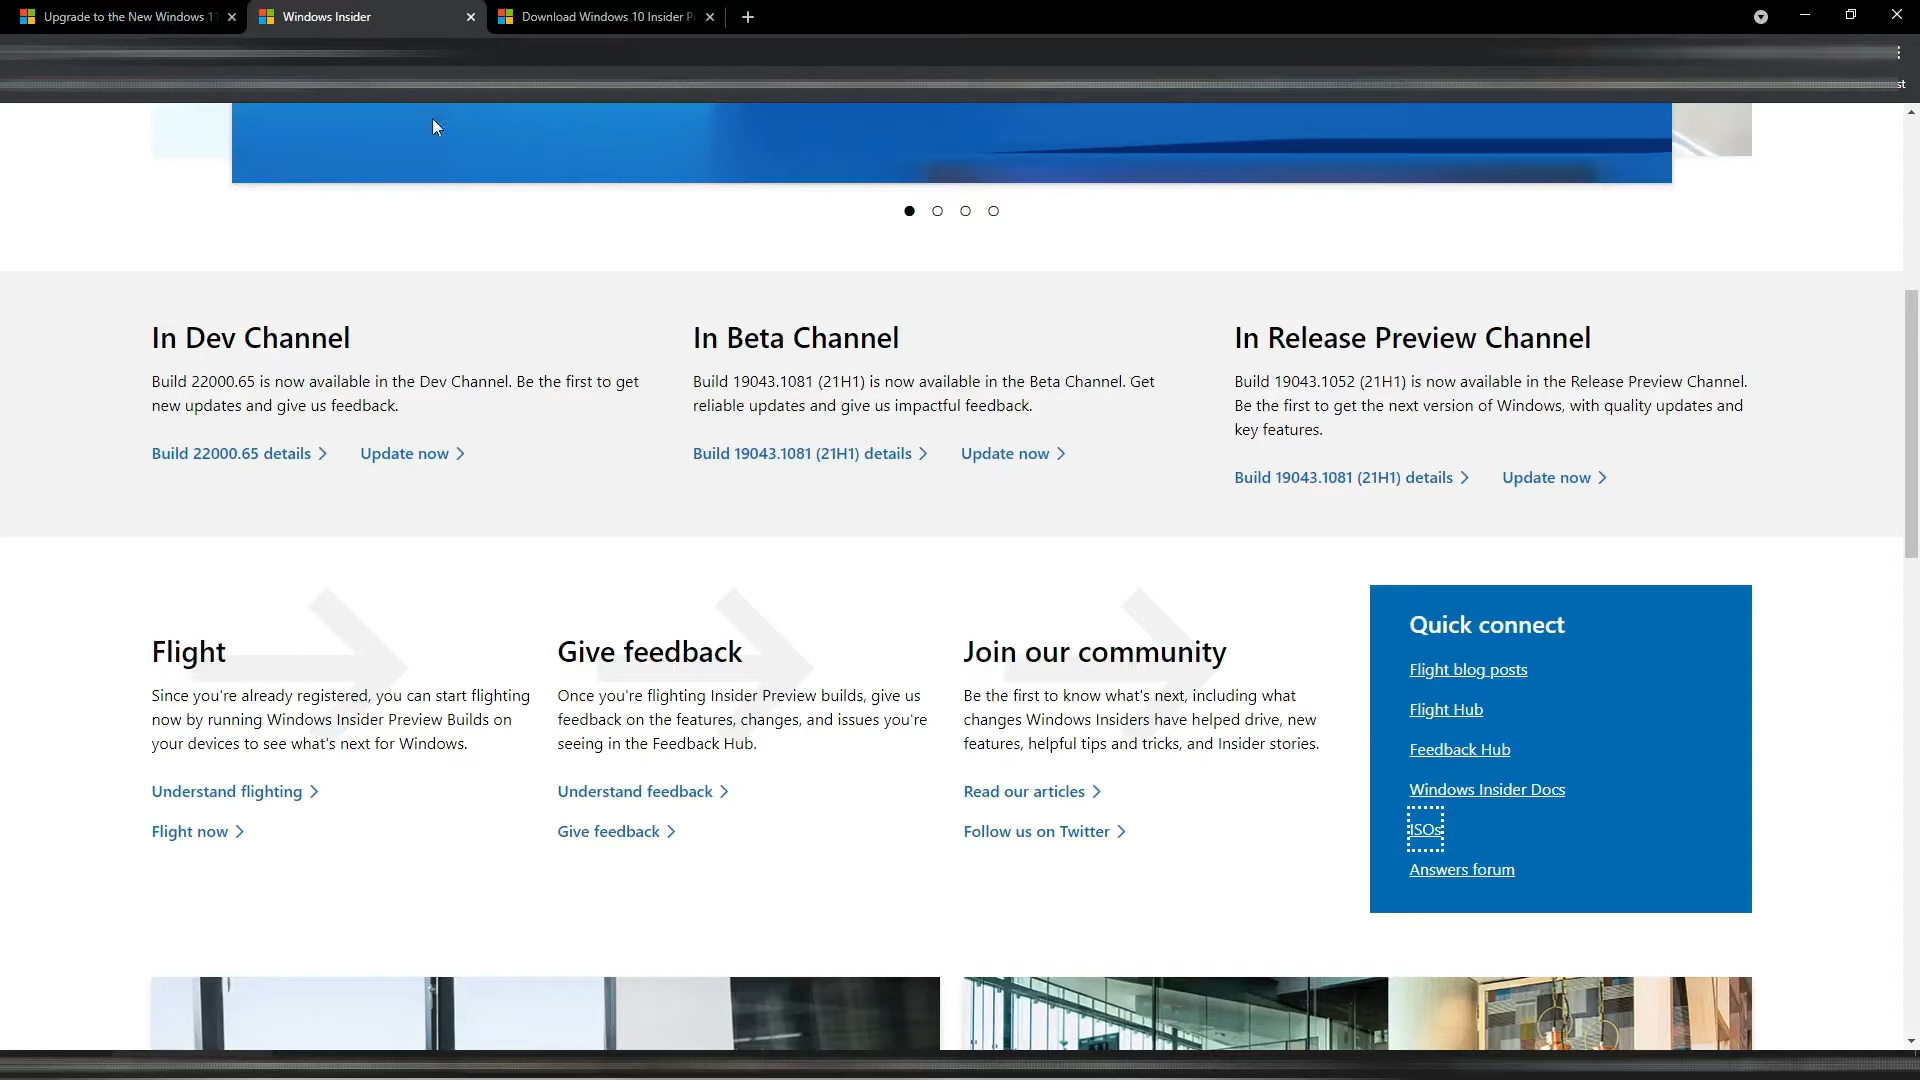 Upgrade to the New Windows 11
Windows Insider
Download Windows 10 Insider P
st
In Dev Channel
Build 22000.65 is now available in the Dev Channel. Be the first to get
new updates and give us feedback.
Build 22000.65 details
Update now
In Beta Channel
Build 19043.1081 (21H1) is now available in the Beta Channel. Get
reliable updates and give us impactful feedback.
Build 19043.1081 (21H1) details
Update now
In Release Preview Channel
Build 19043.1052 (21H1) is now available in the Release Preview Channel.
Be the first to get the next version of Windows, with quality updates and
key features.
Build 19043.1081 (21H1) details
Update now
Flight
Since you're already registered, you can start flighting
now by running Windows Insider Preview Builds on
your devices to see what's next for Windows.
Understand flighting
Flight now
Give feedback
Once you're flighting Insider Preview builds, give us
feedback on the features, changes, and issues you're
seeing in the Feedback Hub.
Understand feedback
Give feedback
Join our community
Be the first to know what's next, including what
changes Windows Insiders have helped drive, new
features, helpful tips and tricks, and Insider stories.
Read our articles
Follow us on Twitter
Quick connect
Flight blog posts
Flight Hub
Feedback Hub
Windows Insider Docs
ISOs
Answers forum